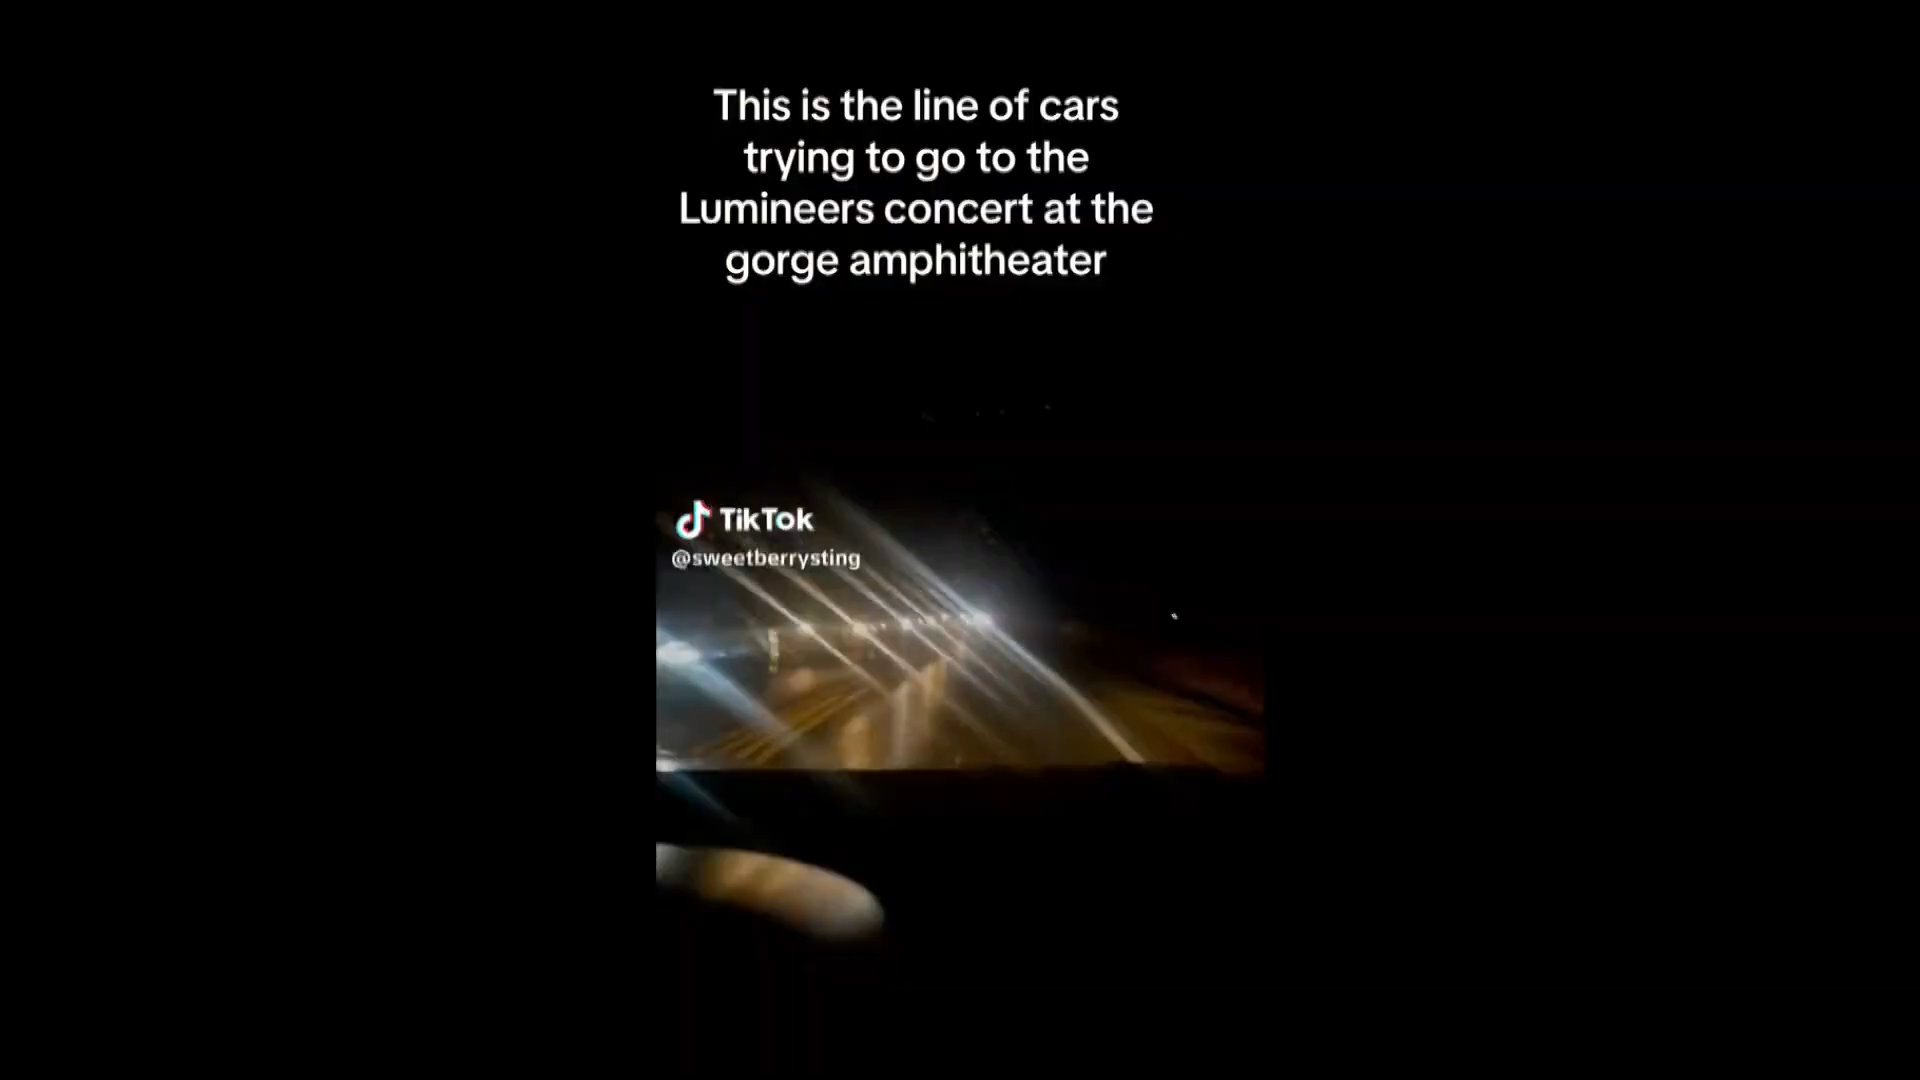 This is the line of cars
trying to go to the
Lumineers concert at the
gorge amphitheater
TikTok
@sweetberrysting